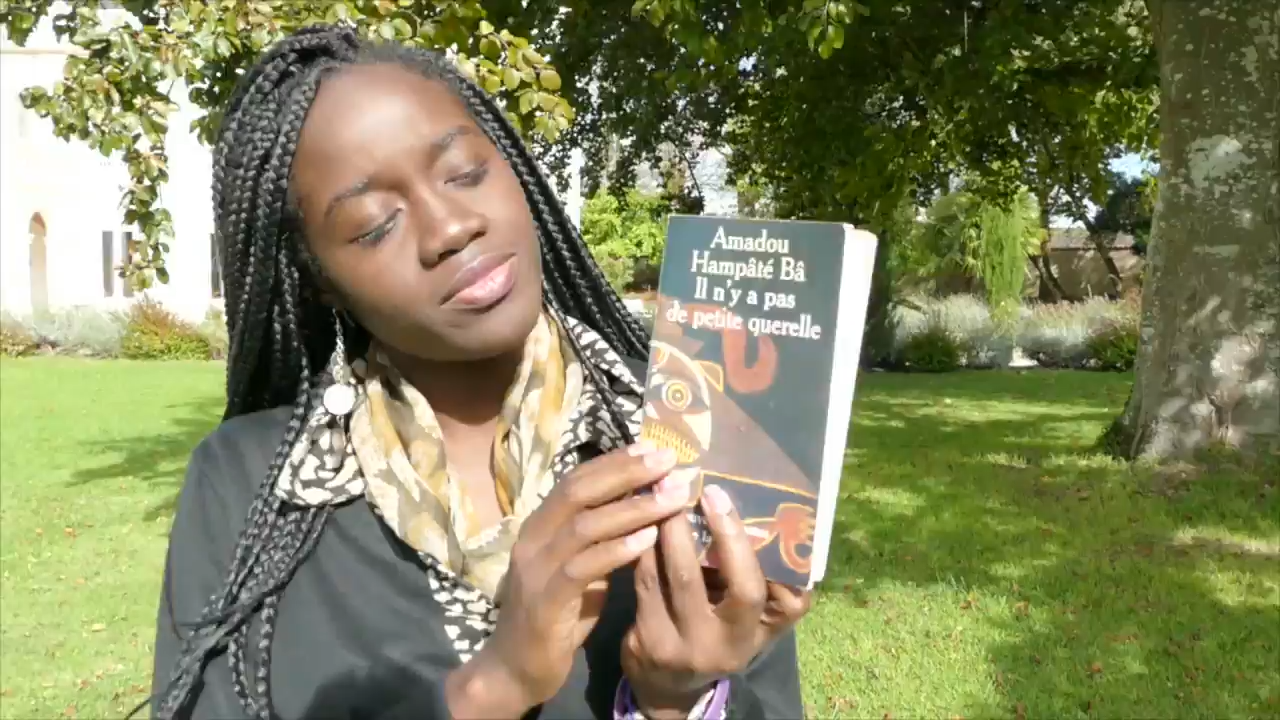 Amadou
Hampâté Bâ
Il n'y a pas
de petite querelle